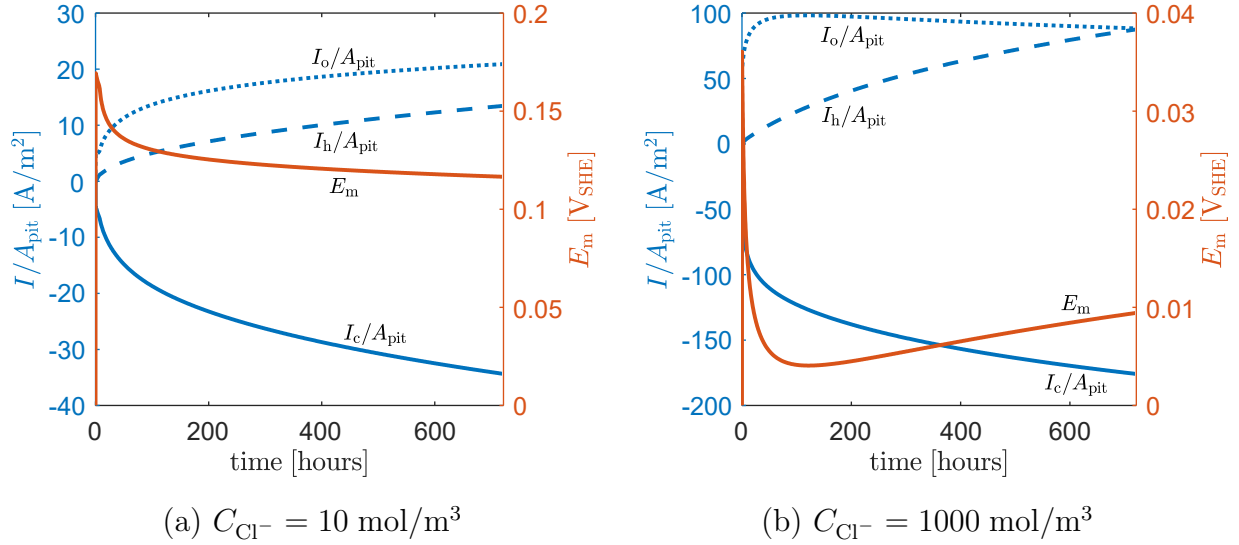 30
20
10
0
-10
-20
-30
-40
I/A_pit [A/m²]
0.2
0.15
0.1
0.05
0
E_m [V_SHE]
I_o/A_pit
I_h/A_pit
E_m
I_c/A_pit
0 200 400 600
time [hours]
(a) C_Cl⁻ = 10 mol/m³
100
50
0
-50
-100
-150
-200
I/A_pit [A/m²]
0.04
0.03
0.02
0.01
0
E_m [V_SHE]
I_o/A_pit
I_h/A_pit
E_m
I_c/A_pit
0 200 400 600
time [hours]
(b) C_Cl⁻ = 1000 mol/m³